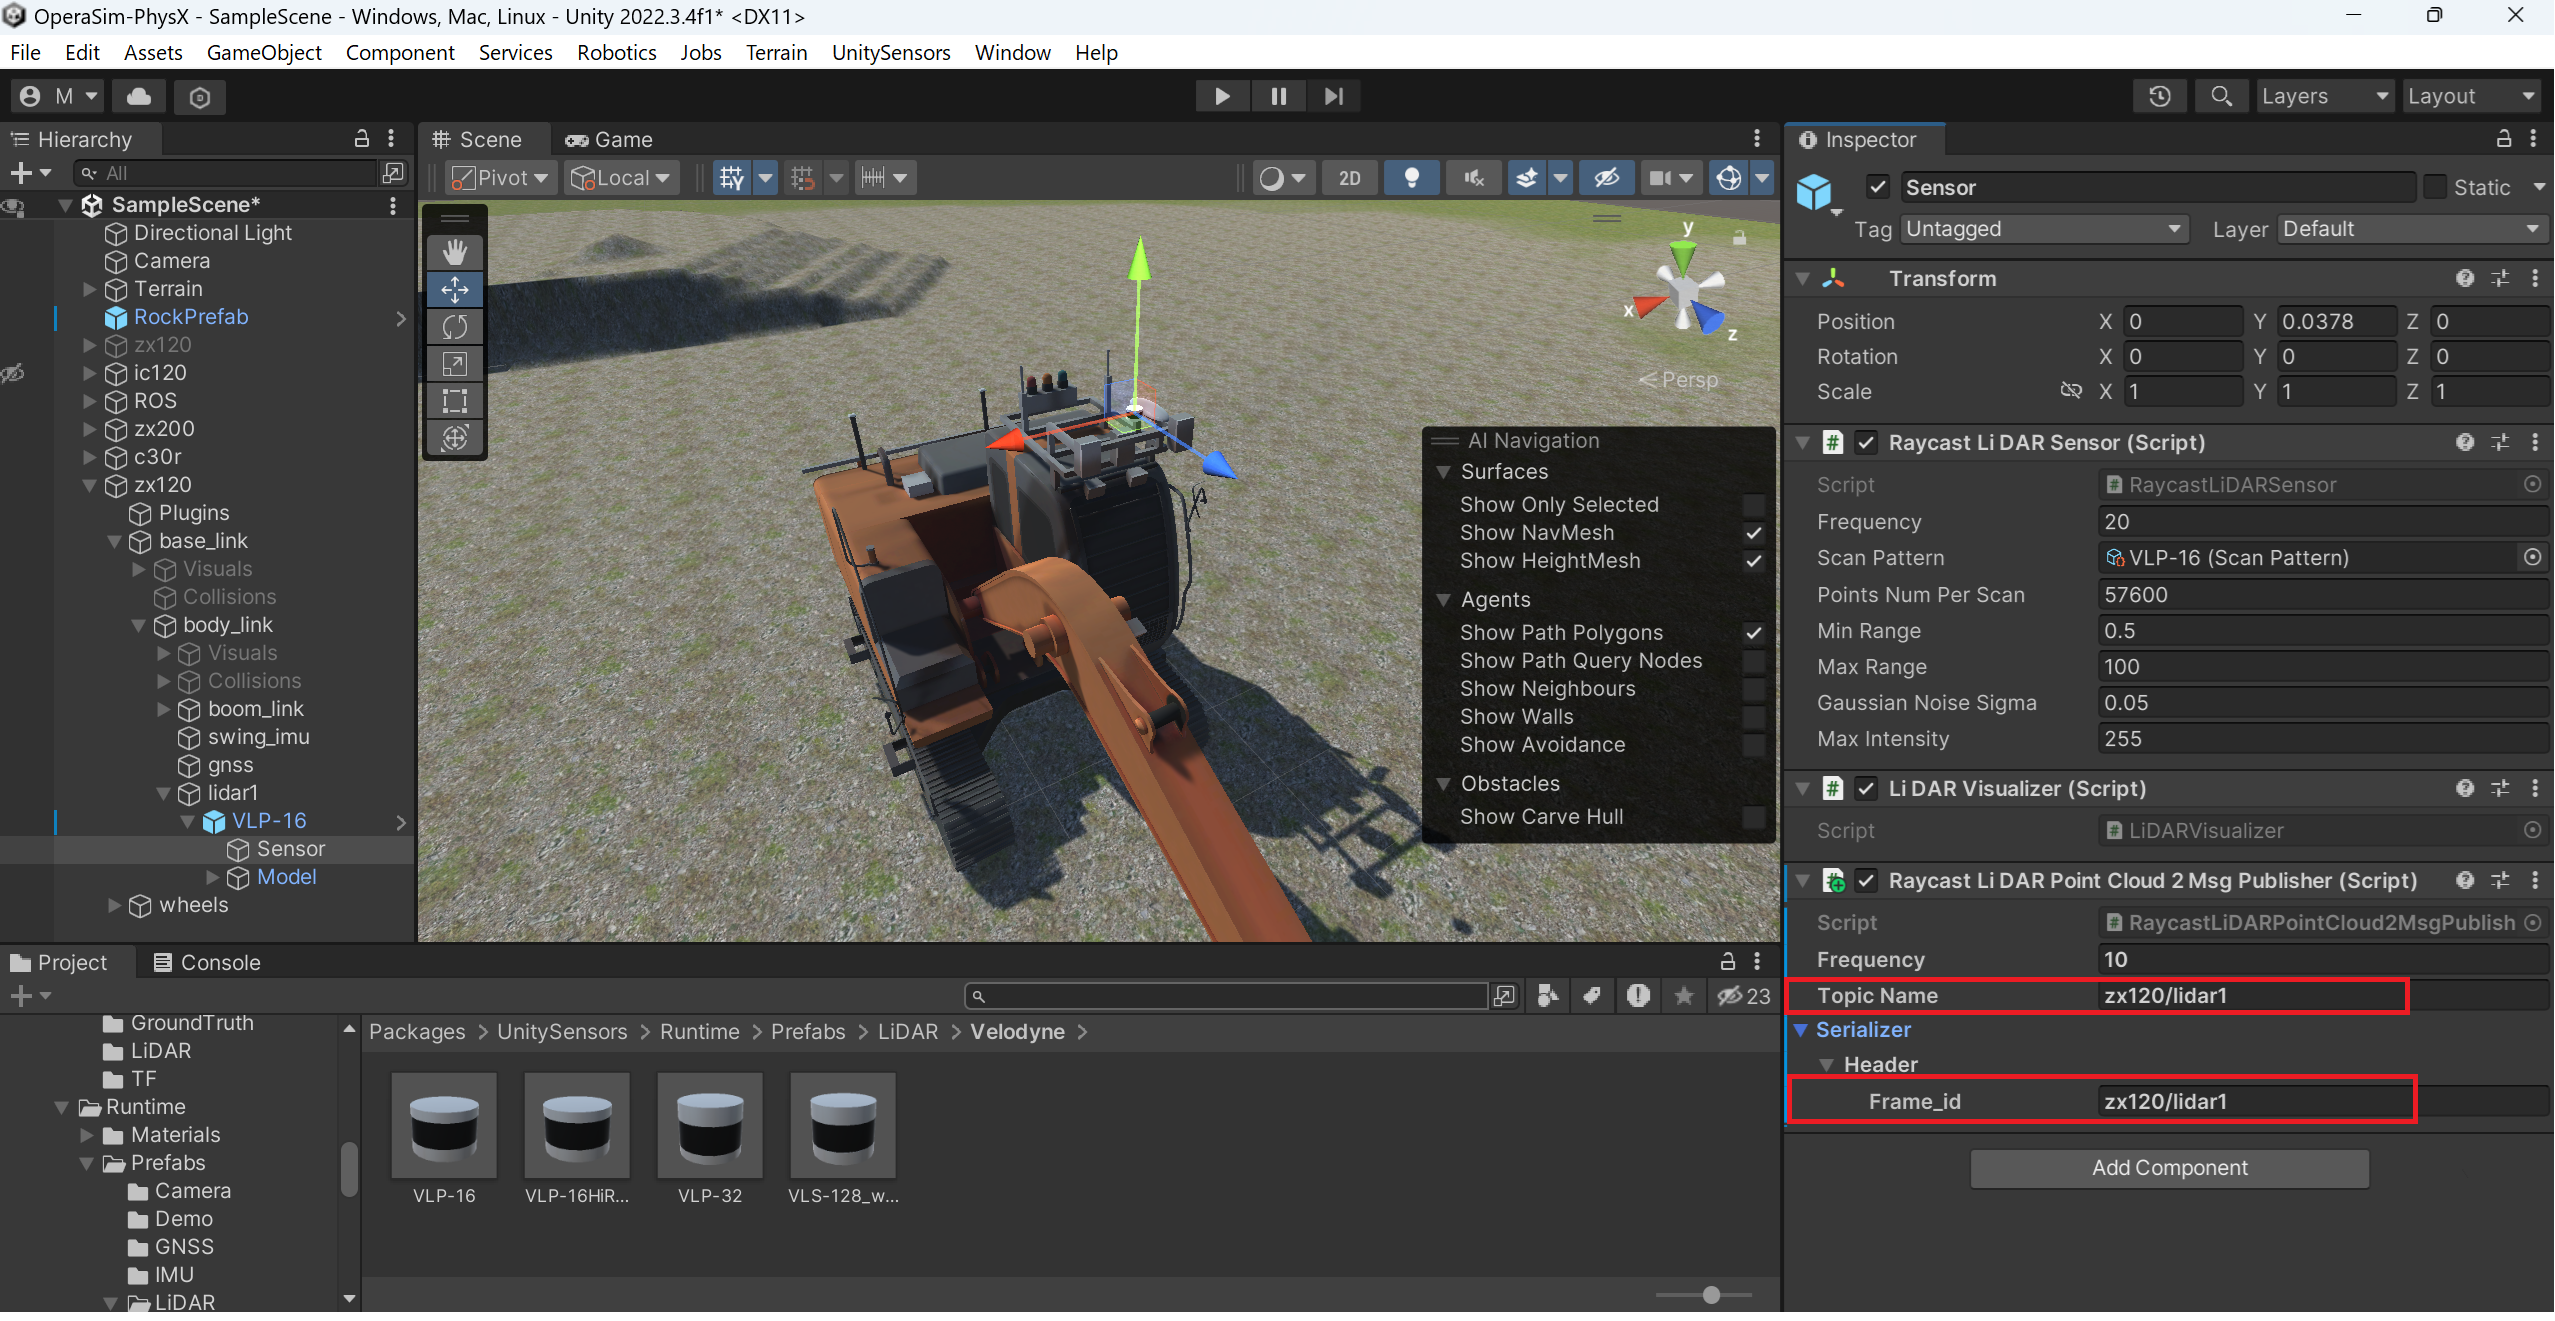 OperaSim-PhysX - SampleScene - Windows, Mac, Linux - Unity 2022.3.4f1* <DX11>
File Edit Assets GameObject Component Services Robotics Jobs Terrain UnitySensors Window Help
M
Layers Layout
Hierarchy
All
SampleScene*
Directional Light
Camera
Terrain
RockPrefab
zx120
ic120
ROS
zx200
c30r
zx120
Plugins
base_link
Visuals
Collisions
body_link
Visuals
Collisions
boom_link
swing_imu
gnss
lidar1
VLP-16
Sensor
Model
wheels
Scene Game
Pivot Local 2D
y
x
z
Persp
AI Navigation
Surfaces
Show Only Selected
Show NavMesh
Show HeightMesh
Agents
Show Path Polygons
Show Path Query Nodes
Show Neighbours
Show Walls
Show Avoidance
Obstacles
Show Carve Hull
Inspector
Sensor Static
Tag Untagged Layer Default
Transform
Position X 0 Y 0.0378 Z 0
Rotation X 0 Y 0 Z 0
Scale X 1 Y 1 Z 1
Raycast Li DAR Sensor (Script)
Script RaycastLiDARSensor
Frequency 20
Scan Pattern VLP-16 (Scan Pattern)
Points Num Per Scan 57600
Min Range 0.5
Max Range 100
Gaussian Noise Sigma 0.05
Max Intensity 255
Li DAR Visualizer (Script)
Script LiDARVisualizer
Raycast Li DAR Point Cloud 2 Msg Publisher (Script)
Script RaycastLiDARPointCloud2MsgPublish
Frequency 10
Topic Name zx120/lidar1
Serializer
Header
Frame_id zx120/lidar1
Add Component
Project Console
23
GroundTruth
LiDAR
TF
Runtime
Materials
Prefabs
Camera
Demo
GNSS
IMU
LiDAR
Packages > UnitySensors > Runtime > Prefabs > LiDAR > Velodyne >
VLP-16 VLP-16HiR... VLP-32 VLS-128_w...